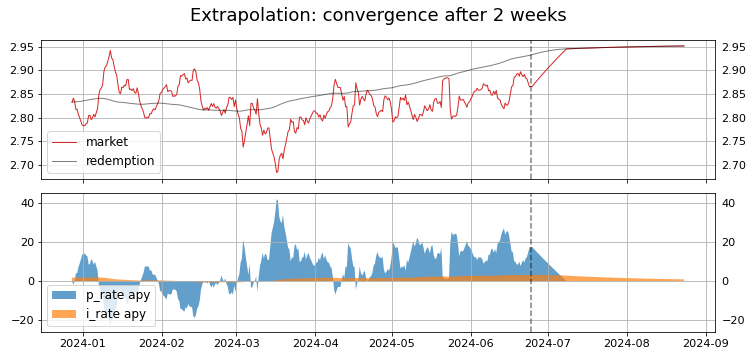 Extrapolation: convergence after 2 weeks
2.95 2.95
2.90 2.90
2.85 2.85
2.80 2.80
2.75 2.75
2.70 2.70
market
redemption
40 40
20 20
0 0
−20 −20
p_rate apy
i_rate apy
2024-01 2024-02 2024-03 2024-04 2024-05 2024-06 2024-07 2024-08 2024-09